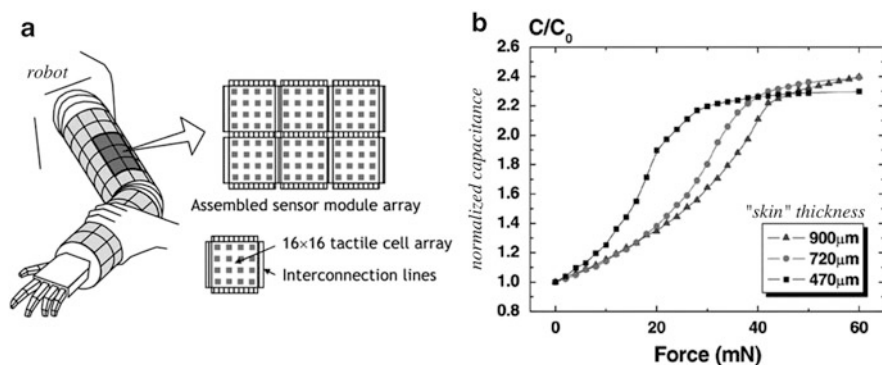 a
robot
Assembled sensor module array
16×16 tactile cell array
Interconnection lines
b
C/C₀
normalized capacitance
2.6
2.4
2.2
2.0
1.8
1.6
1.4
1.2
1.0
"skin" thickness
900μm
720μm
470μm
0
20
40
60
Force (mN)